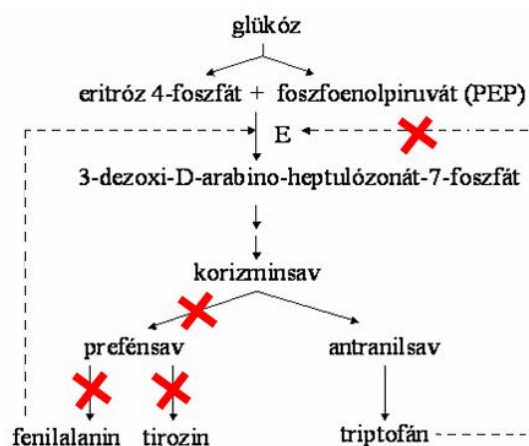 glükóz
eritróz 4-foszfát + foszfoenolpiruvát (PEP)
E
3-dezoxi-D-arabino-heptulózonát-7-foszfát
korizminsav
prefénsav antranilsav
fenilalanin tirozin triptofán